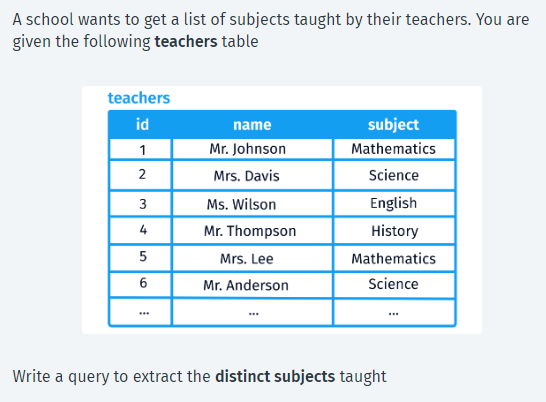 A school wants to get a list of subjects taught by their teachers. You are
given the following teachers table
teachers
id name subject
1 Mr. Johnson Mathematics
2 Mrs. Davis Science
3 Ms. Wilson English
4 Mr. Thompson History
5 Mrs. Lee Mathematics
6 Mr. Anderson Science
... ... ...
Write a query to extract the distinct subjects taught